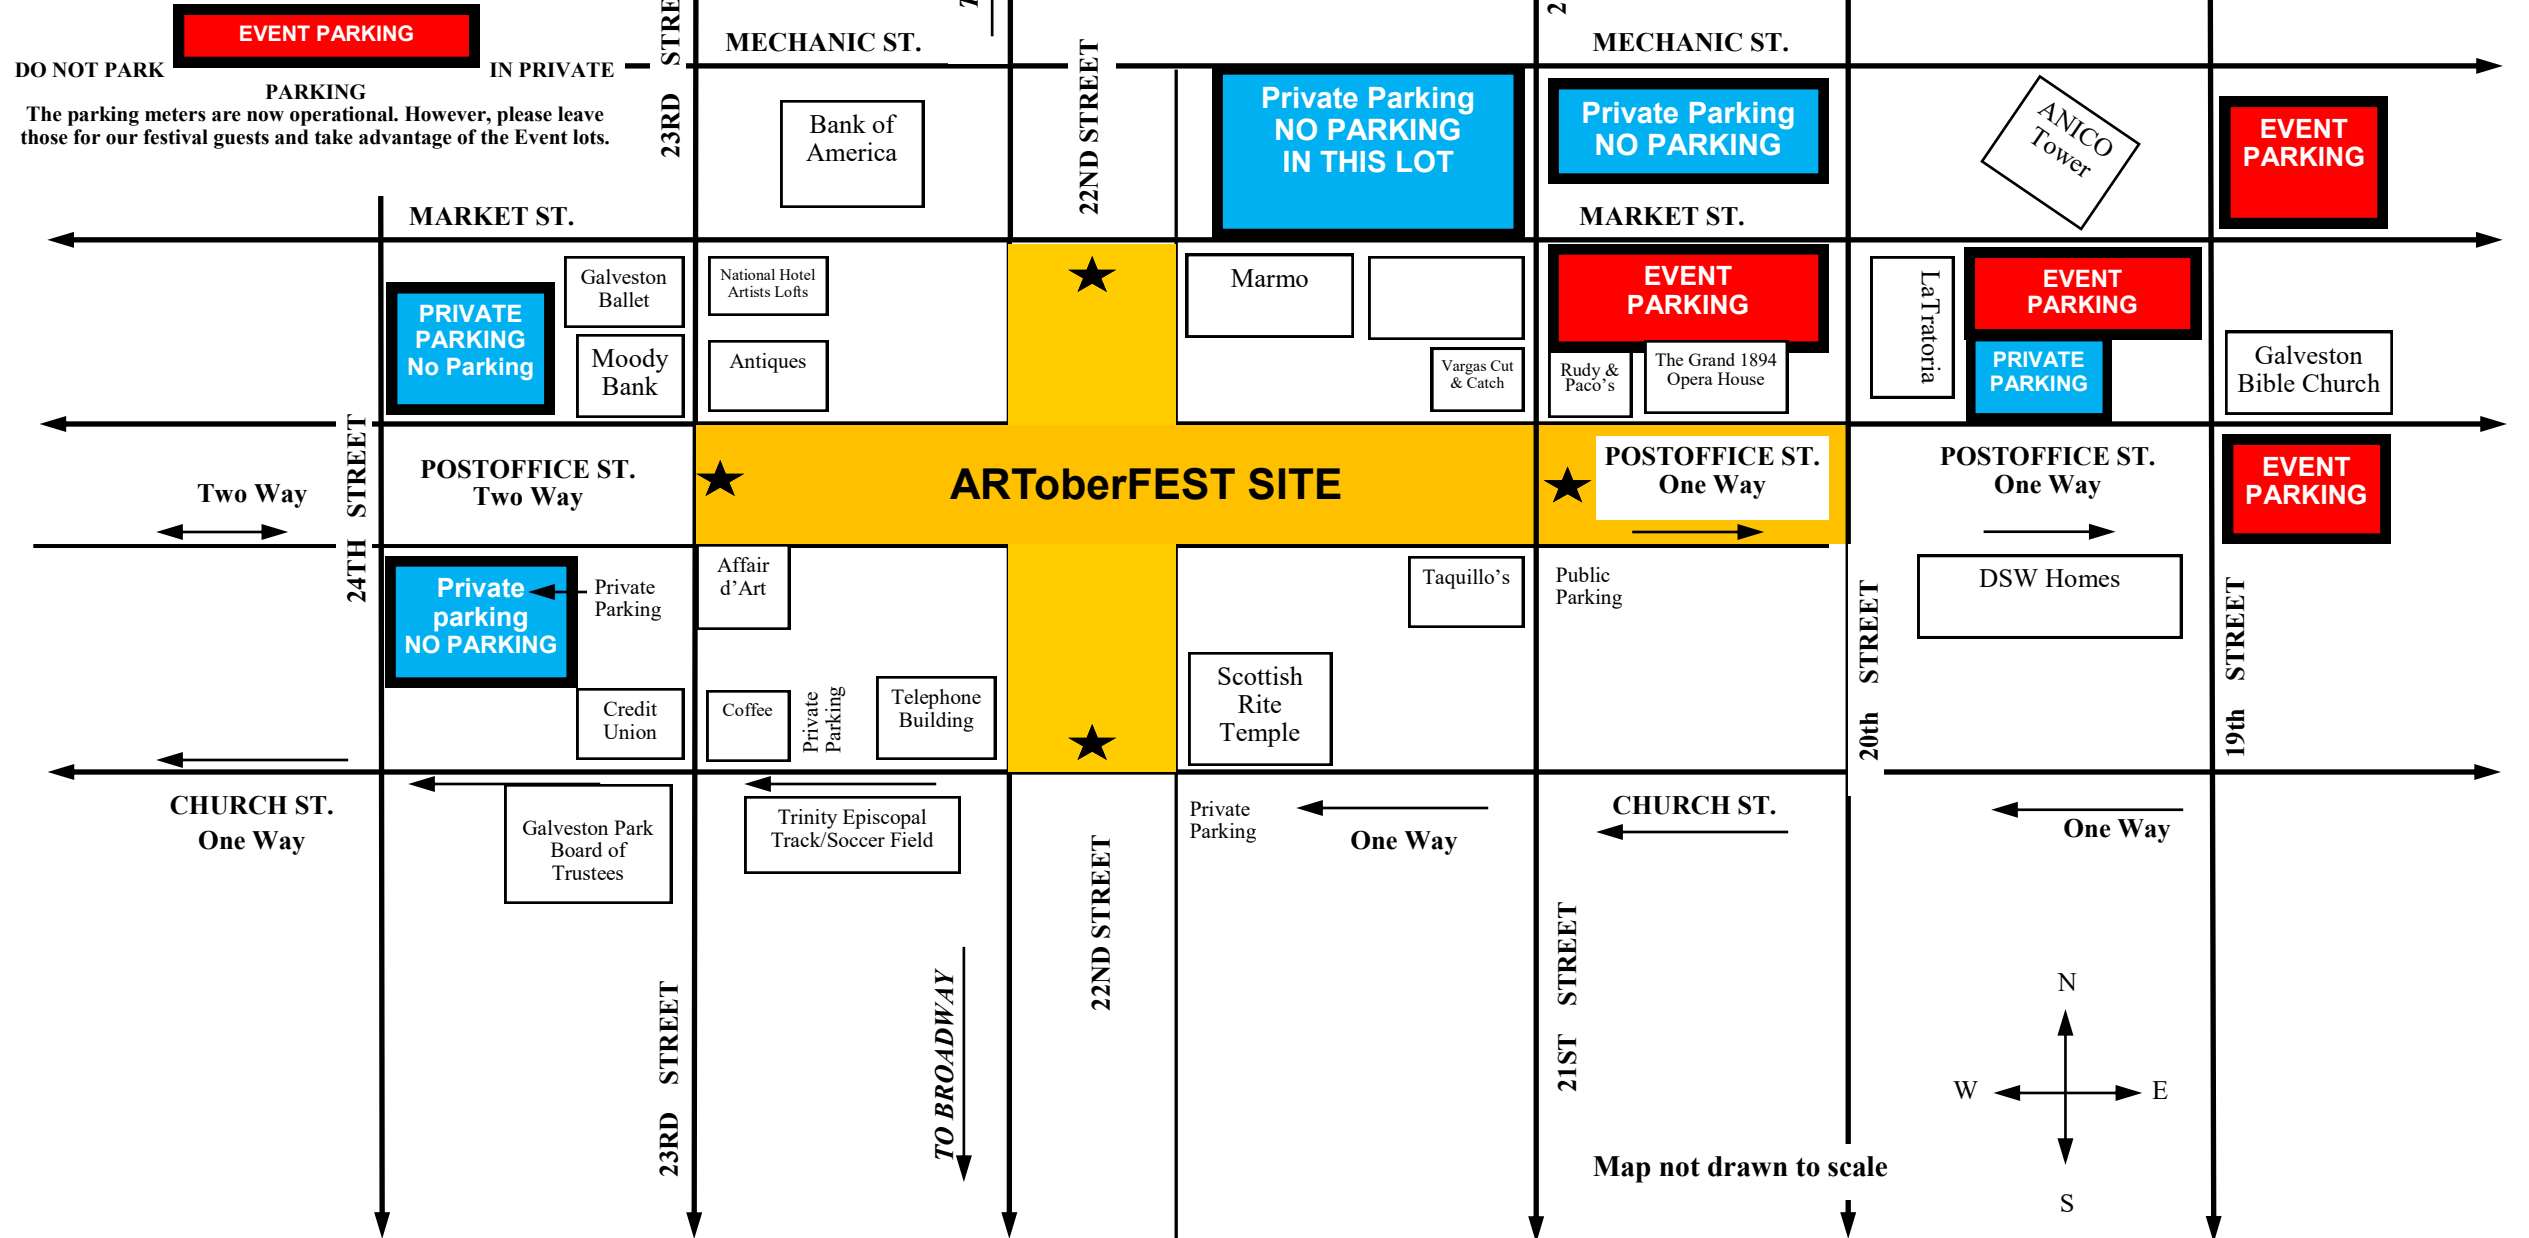 EVENT PARKING
DO NOT PARK
IN PRIVATE
PARKING
The parking meters are now operational. However, please leave
those for our festival guests and take advantage of the Event lots.
23RD STRE
MECHANIC ST.
22ND STREET
2
MECHANIC ST.
Bank of
America
Private Parking
NO PARKING
IN THIS LOT
Private Parking
NO PARKING
ANICO
Tower
EVENT
PARKING
MARKET ST.
MARKET ST.
PRIVATE
PARKING
No Parking
Galveston
Ballet
Moody
Bank
National Hotel
Artists Lofts
Antiques
Marmo
Vargas Cut
& Catch
EVENT
PARKING
Rudy &
Paco's
The Grand 1894
Opera House
LaTratoria
EVENT
PARKING
PRIVATE
PARKING
Galveston
Bible Church
Two Way
24TH STREET
POSTOFFICE ST.
Two Way
ARToberFEST SITE
POSTOFFICE ST.
One Way
POSTOFFICE ST.
One Way
EVENT
PARKING
Private
parking
NO PARKING
Private
Parking
Affair
d'Art
Taquillo's
Public
Parking
DSW Homes
20th STREET
19th STREET
Credit
Union
Coffee
Private
Parking
Telephone
Building
Scottish
Rite
Temple
CHURCH ST.
One Way
Galveston Park
Board of
Trustees
Trinity Episcopal
Track/Soccer Field
Private
Parking
One Way
CHURCH ST.
One Way
23RD STREET
TO BROADWAY
22ND STREET
21ST STREET
N
W
E
S
Map not drawn to scale